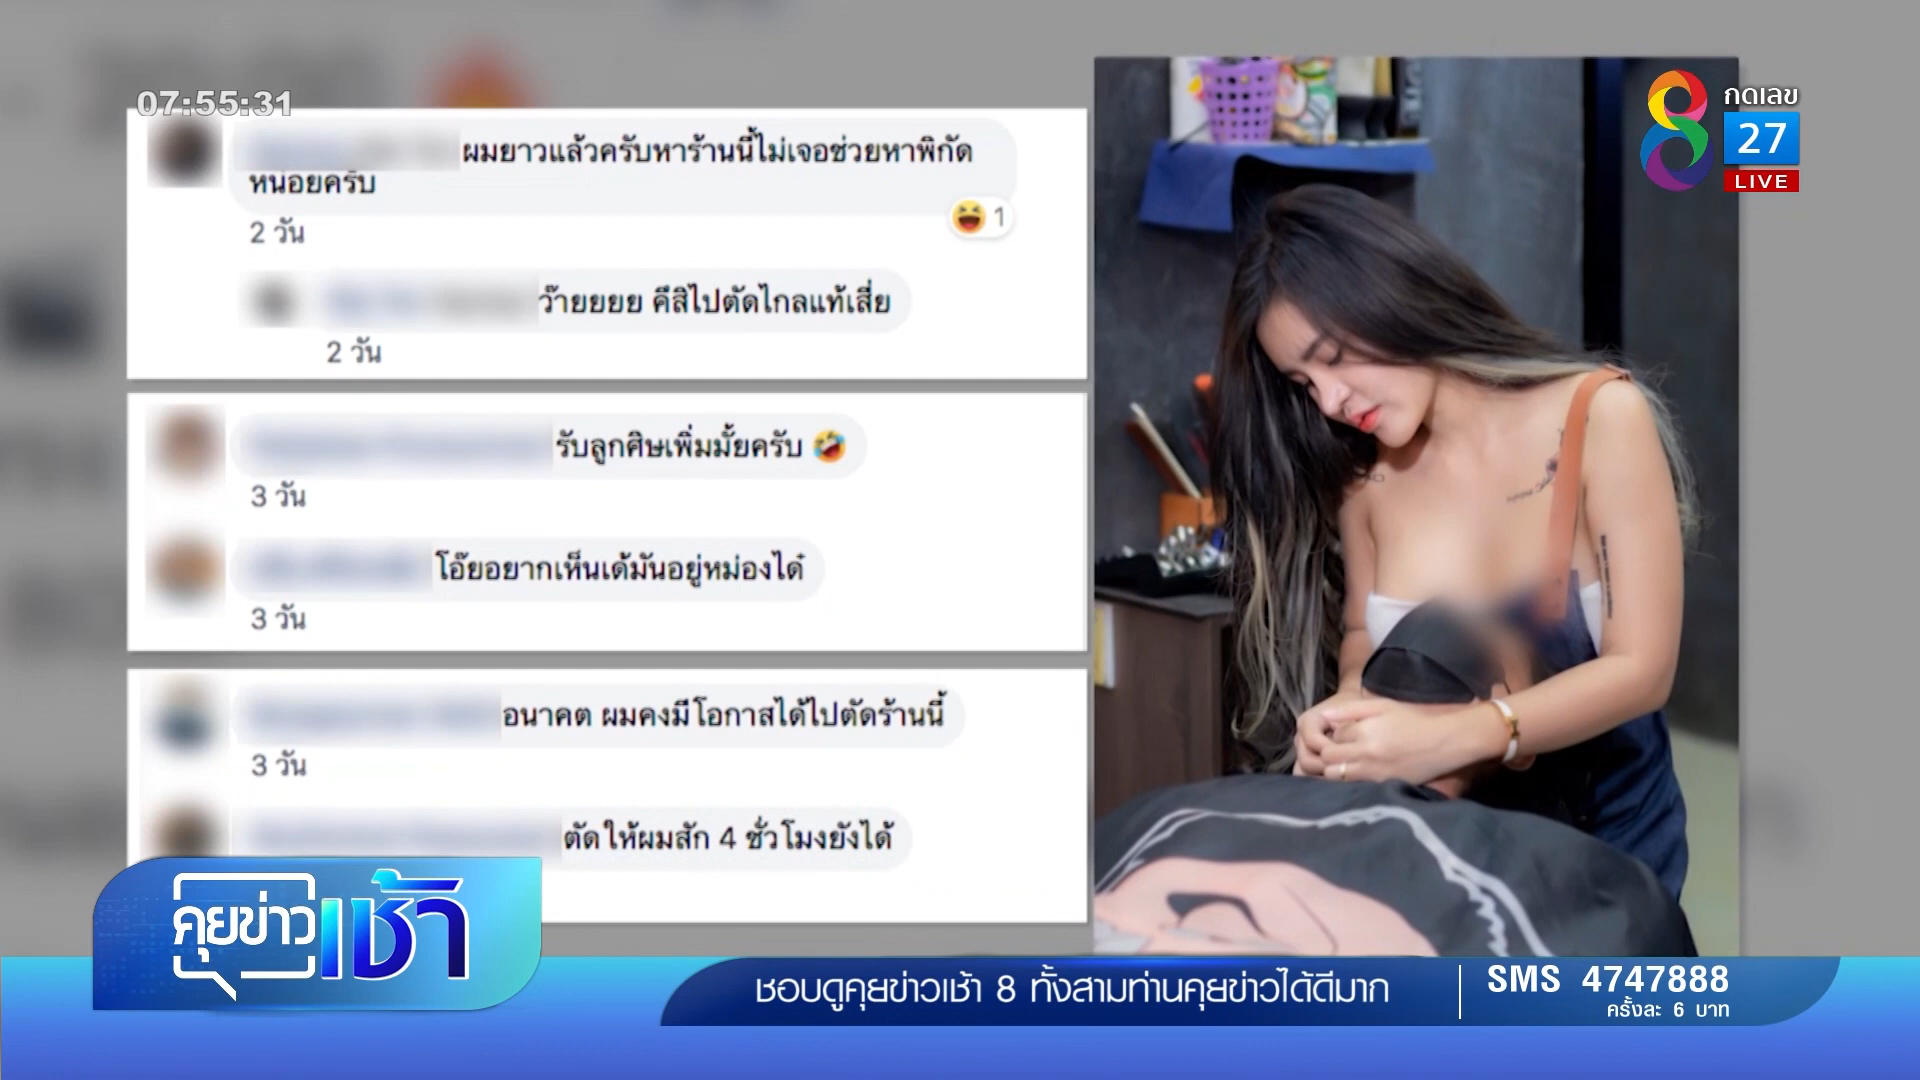 07:55:31
ผมยาวแล้วครับหาร้านนี้ไม่เจอช่วยหาพิกัด
หน่อยครับ
1
2 วัน
ว๊ายยยย คึสิไปตัดไกลแท้เสี่ย
2 วัน
รับลูกศิษเพิ่มมั้ยครับ
3 วัน
โอ๊ยอยากเห็นเด้มันอยู่หม่องได๋
3 วัน
อนาคต ผมคงมีโอกาสได้ไปตัดร้านนี้
3 วัน
ตัดให้ผมสัก 4 ชั่วโมงยังได้
กดเลข
27
LIVE
คุยข่าว
เช้า
ชอบดูคุยข่าวเช้า 8 ทั้งสามท่านคุยข่าวได้ดีมาก
SMS 4747888
ครั้งละ 6 บาท